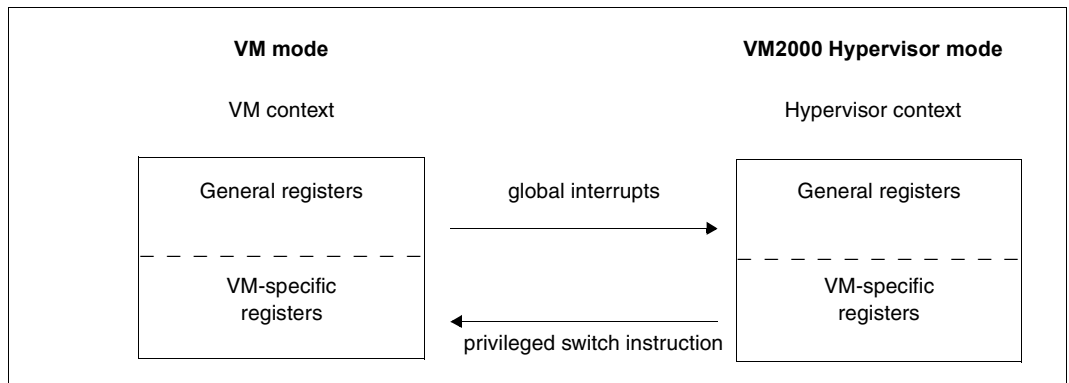 VM mode
VM2000 Hypervisor mode
VM context
Hypervisor context
General registers
global interrupts
General registers
VM-specific
registers
VM-specific
registers
privileged switch instruction